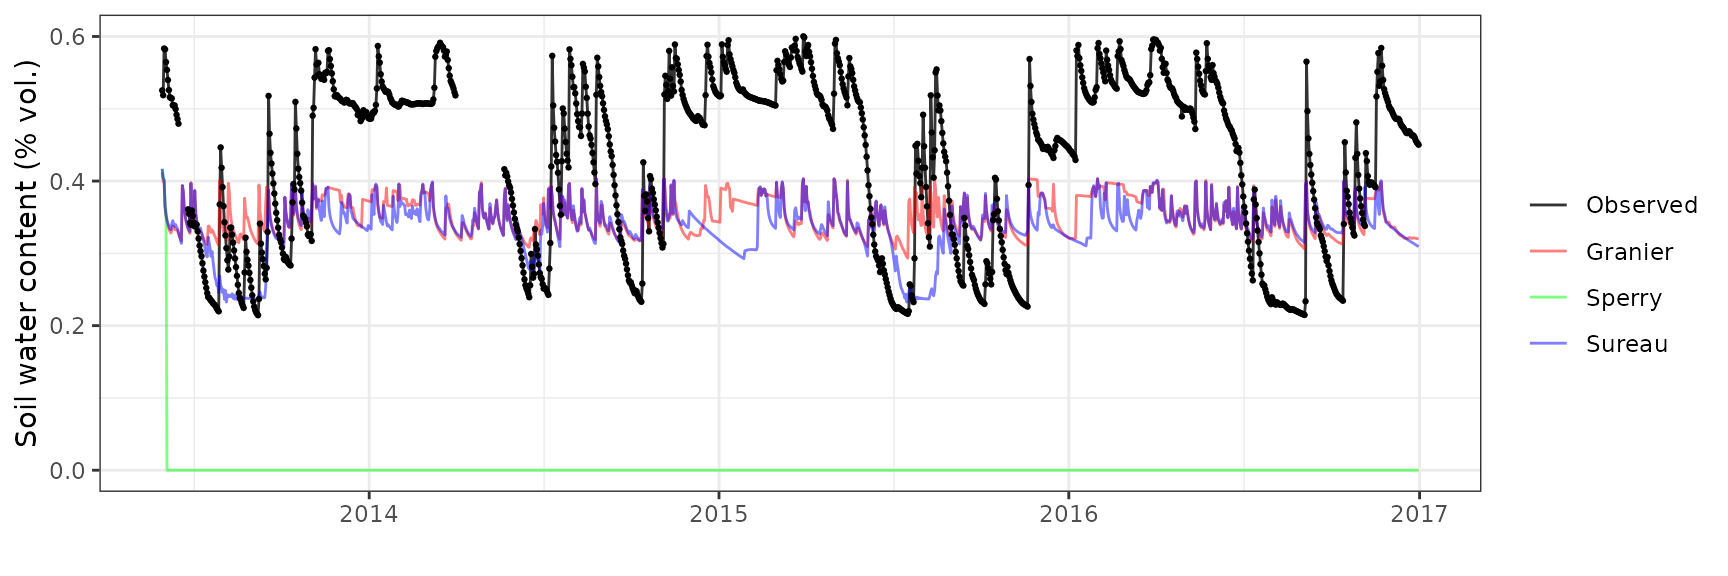 Soil water content (% vol.)
0.6
0.4
0.2
0.0
2014
2015
2016
2017
Observed
Granier
Sperry
Sureau